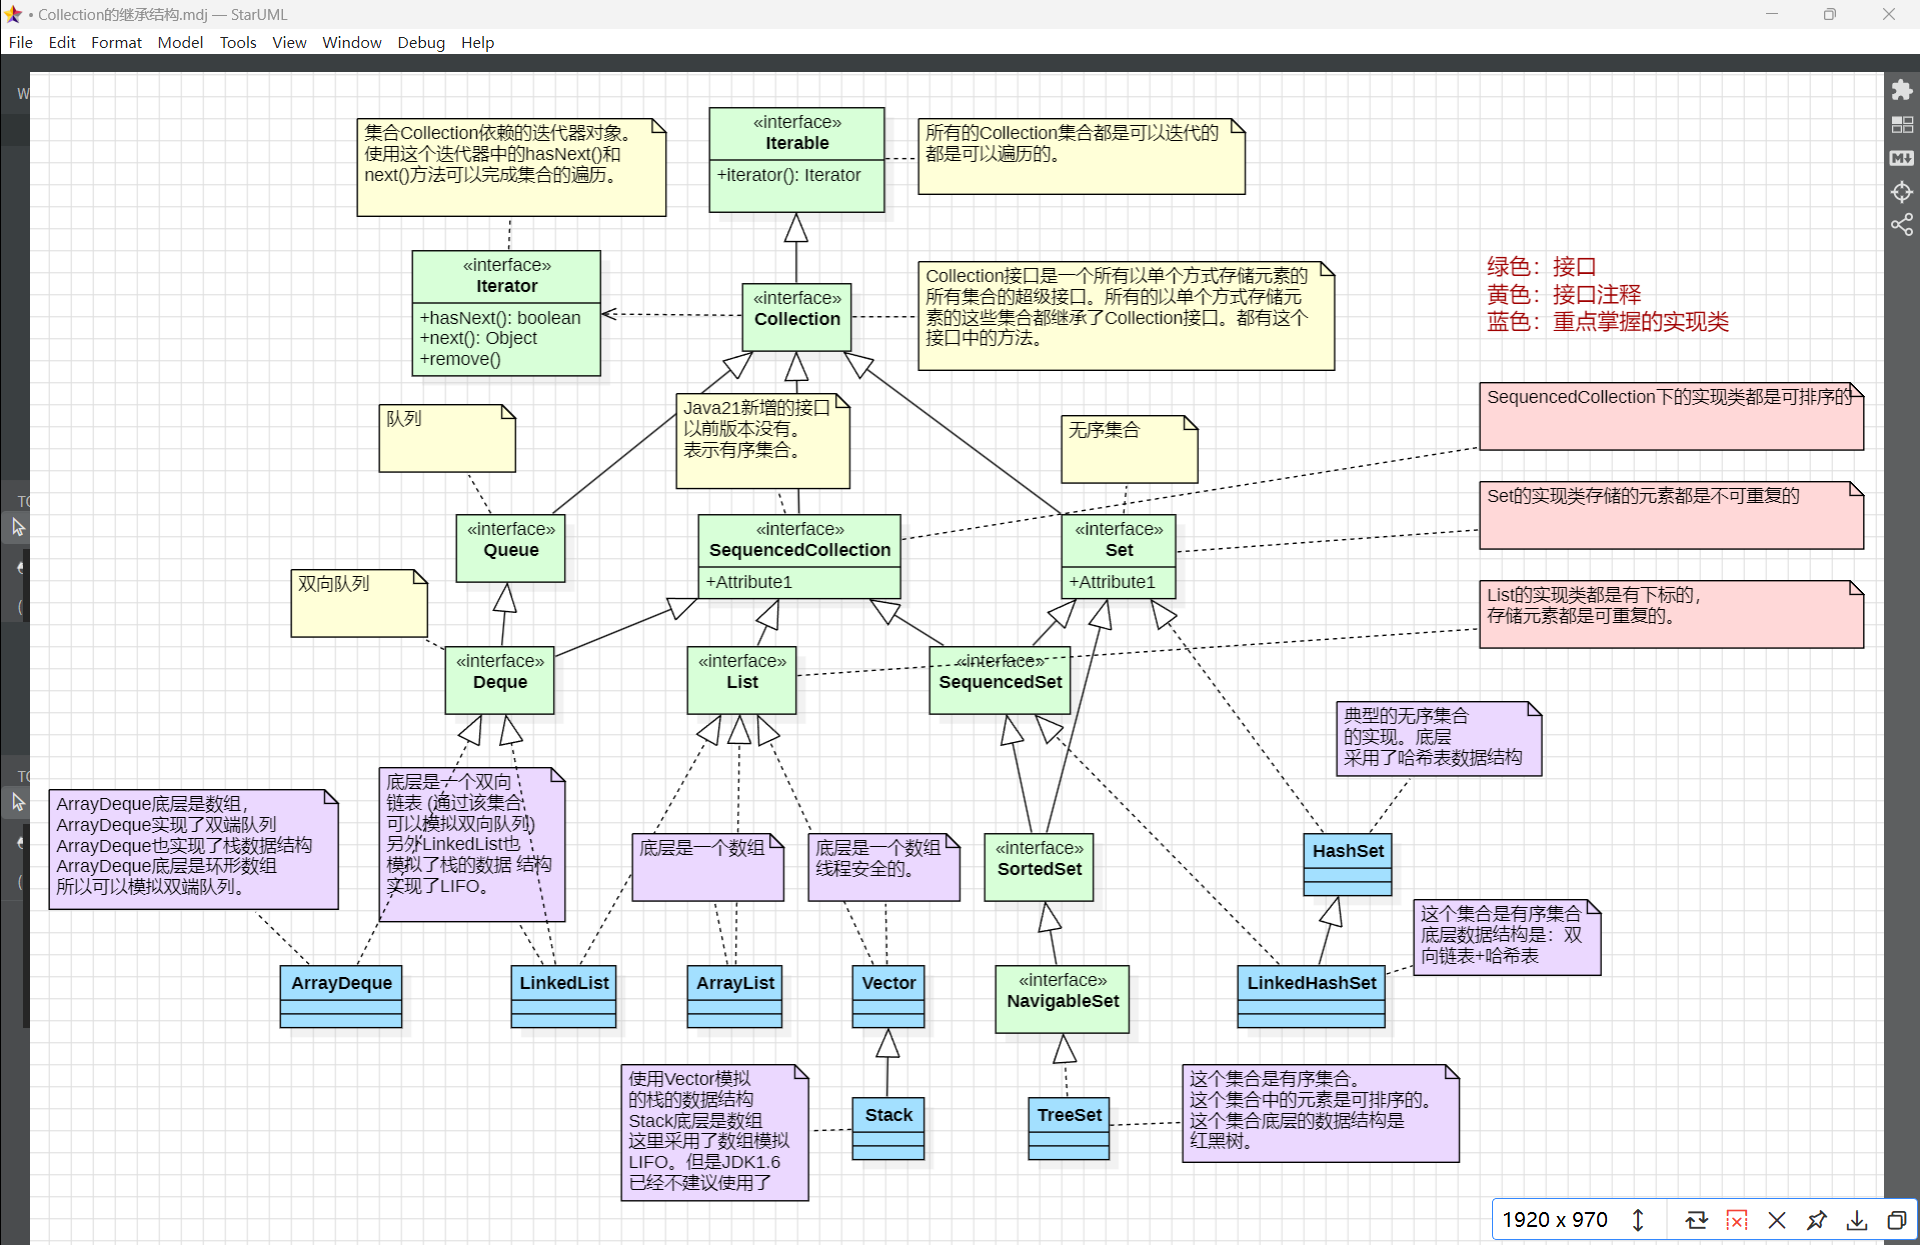 • Collection的继承结构.mdj — StarUML
File Edit Format Model Tools View Window Debug Help
W
集合Collection依赖的迭代器对象。
使用这个迭代器中的hasNext()和
next()方法可以完成集合的遍历。
«interface»
Iterable
+iterator(): Iterator
所有的Collection集合都是可以迭代的
都是可以遍历的。
«interface»
Iterator
+hasNext(): boolean
+next(): Object
+remove()
«interface»
Collection
Collection接口是一个所有以单个方式存储元素的
所有集合的超级接口。所有的以单个方式存储元
素的这些集合都继承了Collection接口。都有这个
接口中的方法。
绿色：接口
黄色：接口注释
蓝色：重点掌握的实现类
队列
Java21新增的接口
以前版本没有。
表示有序集合。
无序集合
SequencedCollection下的实现类都是可排序的
Set的实现类存储的元素都是不可重复的
List的实现类都是有下标的，
存储元素都是可重复的。
TO
«interface»
Queue
«interface»
SequencedCollection
+Attribute1
«interface»
Set
+Attribute1
双向队列
«interface»
Deque
«interface»
List
«interface»
SequencedSet
典型的无序集合
的实现。底层
采用了哈希表数据结构
TO
ArrayDeque底层是数组，
ArrayDeque实现了双端队列
ArrayDeque也实现了栈数据结构
ArrayDeque底层是环形数组
所以可以模拟双端队列。
底层是一个双向
链表 (通过该集合
可以模拟双向队列)
另外LinkedList也
模拟了栈的数据 结构
实现了LIFO。
底层是一个数组
底层是一个数组
线程安全的。
«interface»
SortedSet
HashSet
这个集合是有序集合
底层数据结构是：双
向链表+哈希表
ArrayDeque
LinkedList
ArrayList
Vector
«interface»
NavigableSet
LinkedHashSet
使用Vector模拟
的栈的数据结构
Stack底层是数组
这里采用了数组模拟
LIFO。但是JDK1.6
已经不建议使用了
Stack
TreeSet
这个集合是有序集合。
这个集合中的元素是可排序的。
这个集合底层的数据结构是
红黑树。
1920 x 970